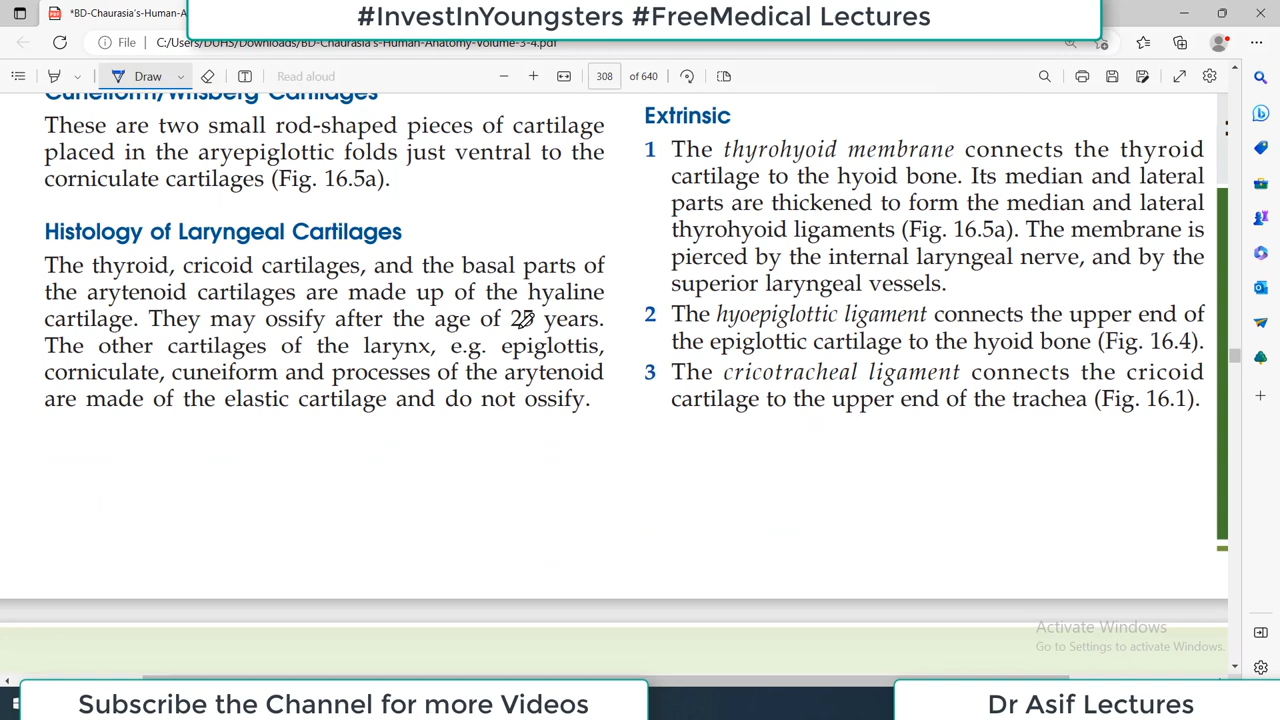 #InvestInYoungsters #FreeMedical Lectures
*BD-Chaurasia's-Human-A
File
C:/Users/DUHS/Downloads/BD-Chaurasia's-Human-Anatomy-Volume-3-4.pdf
Draw
Read aloud
308 of 640
Cuneiform/Wrisberg Cartilages
These are two small rod-shaped pieces of cartilage
placed in the aryepiglottic folds just ventral to the
corniculate cartilages (Fig. 16.5a).
Histology of Laryngeal Cartilages
The thyroid, cricoid cartilages, and the basal parts of
the arytenoid cartilages are made up of the hyaline
cartilage. They may ossify after the age of 25 years.
The other cartilages of the larynx, e.g. epiglottis,
corniculate, cuneiform and processes of the arytenoid
are made of the elastic cartilage and do not ossify.
Extrinsic
1 The thyrohyoid membrane connects the thyroid
cartilage to the hyoid bone. Its median and lateral
parts are thickened to form the median and lateral
thyrohyoid ligaments (Fig. 16.5a). The membrane is
pierced by the internal laryngeal nerve, and by the
superior laryngeal vessels.
2 The hyoepiglottic ligament connects the upper end of
the epiglottic cartilage to the hyoid bone (Fig. 16.4).
3 The cricotracheal ligament connects the cricoid
cartilage to the upper end of the trachea (Fig. 16.1).
Activate Windows
Go to Settings to activate Windows.
Subscribe the Channel for more Videos
Dr Asif Lectures